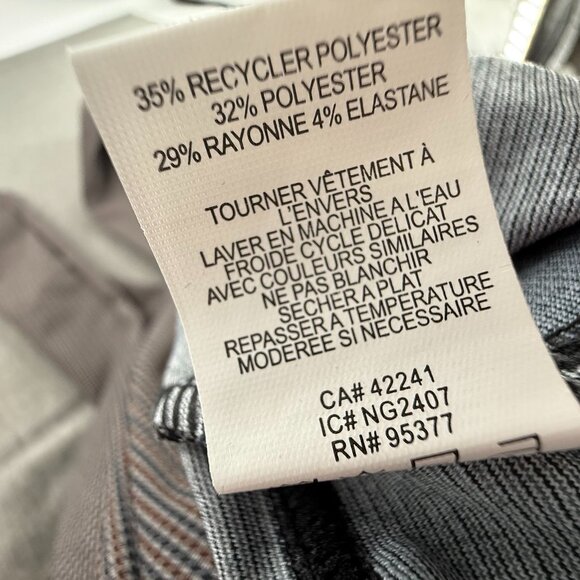 35% RECYCLER POLYESTER
32% POLYESTER
29% RAYONNE 4% ELASTANE
TOURNER VÊTEMENT À
L'ENVERS
LAVER EN MACHINE A L'EAU
FROIDE CYCLE DELICAT
AVEC COULEURS SIMILAIRES
NE PAS BLANCHIR
SECHER A PLAT
REPASSER À TEMPÉRATURE
MODEREE SI NECESSAIRE
CA# 42241
IC# NG2407
RN# 95377